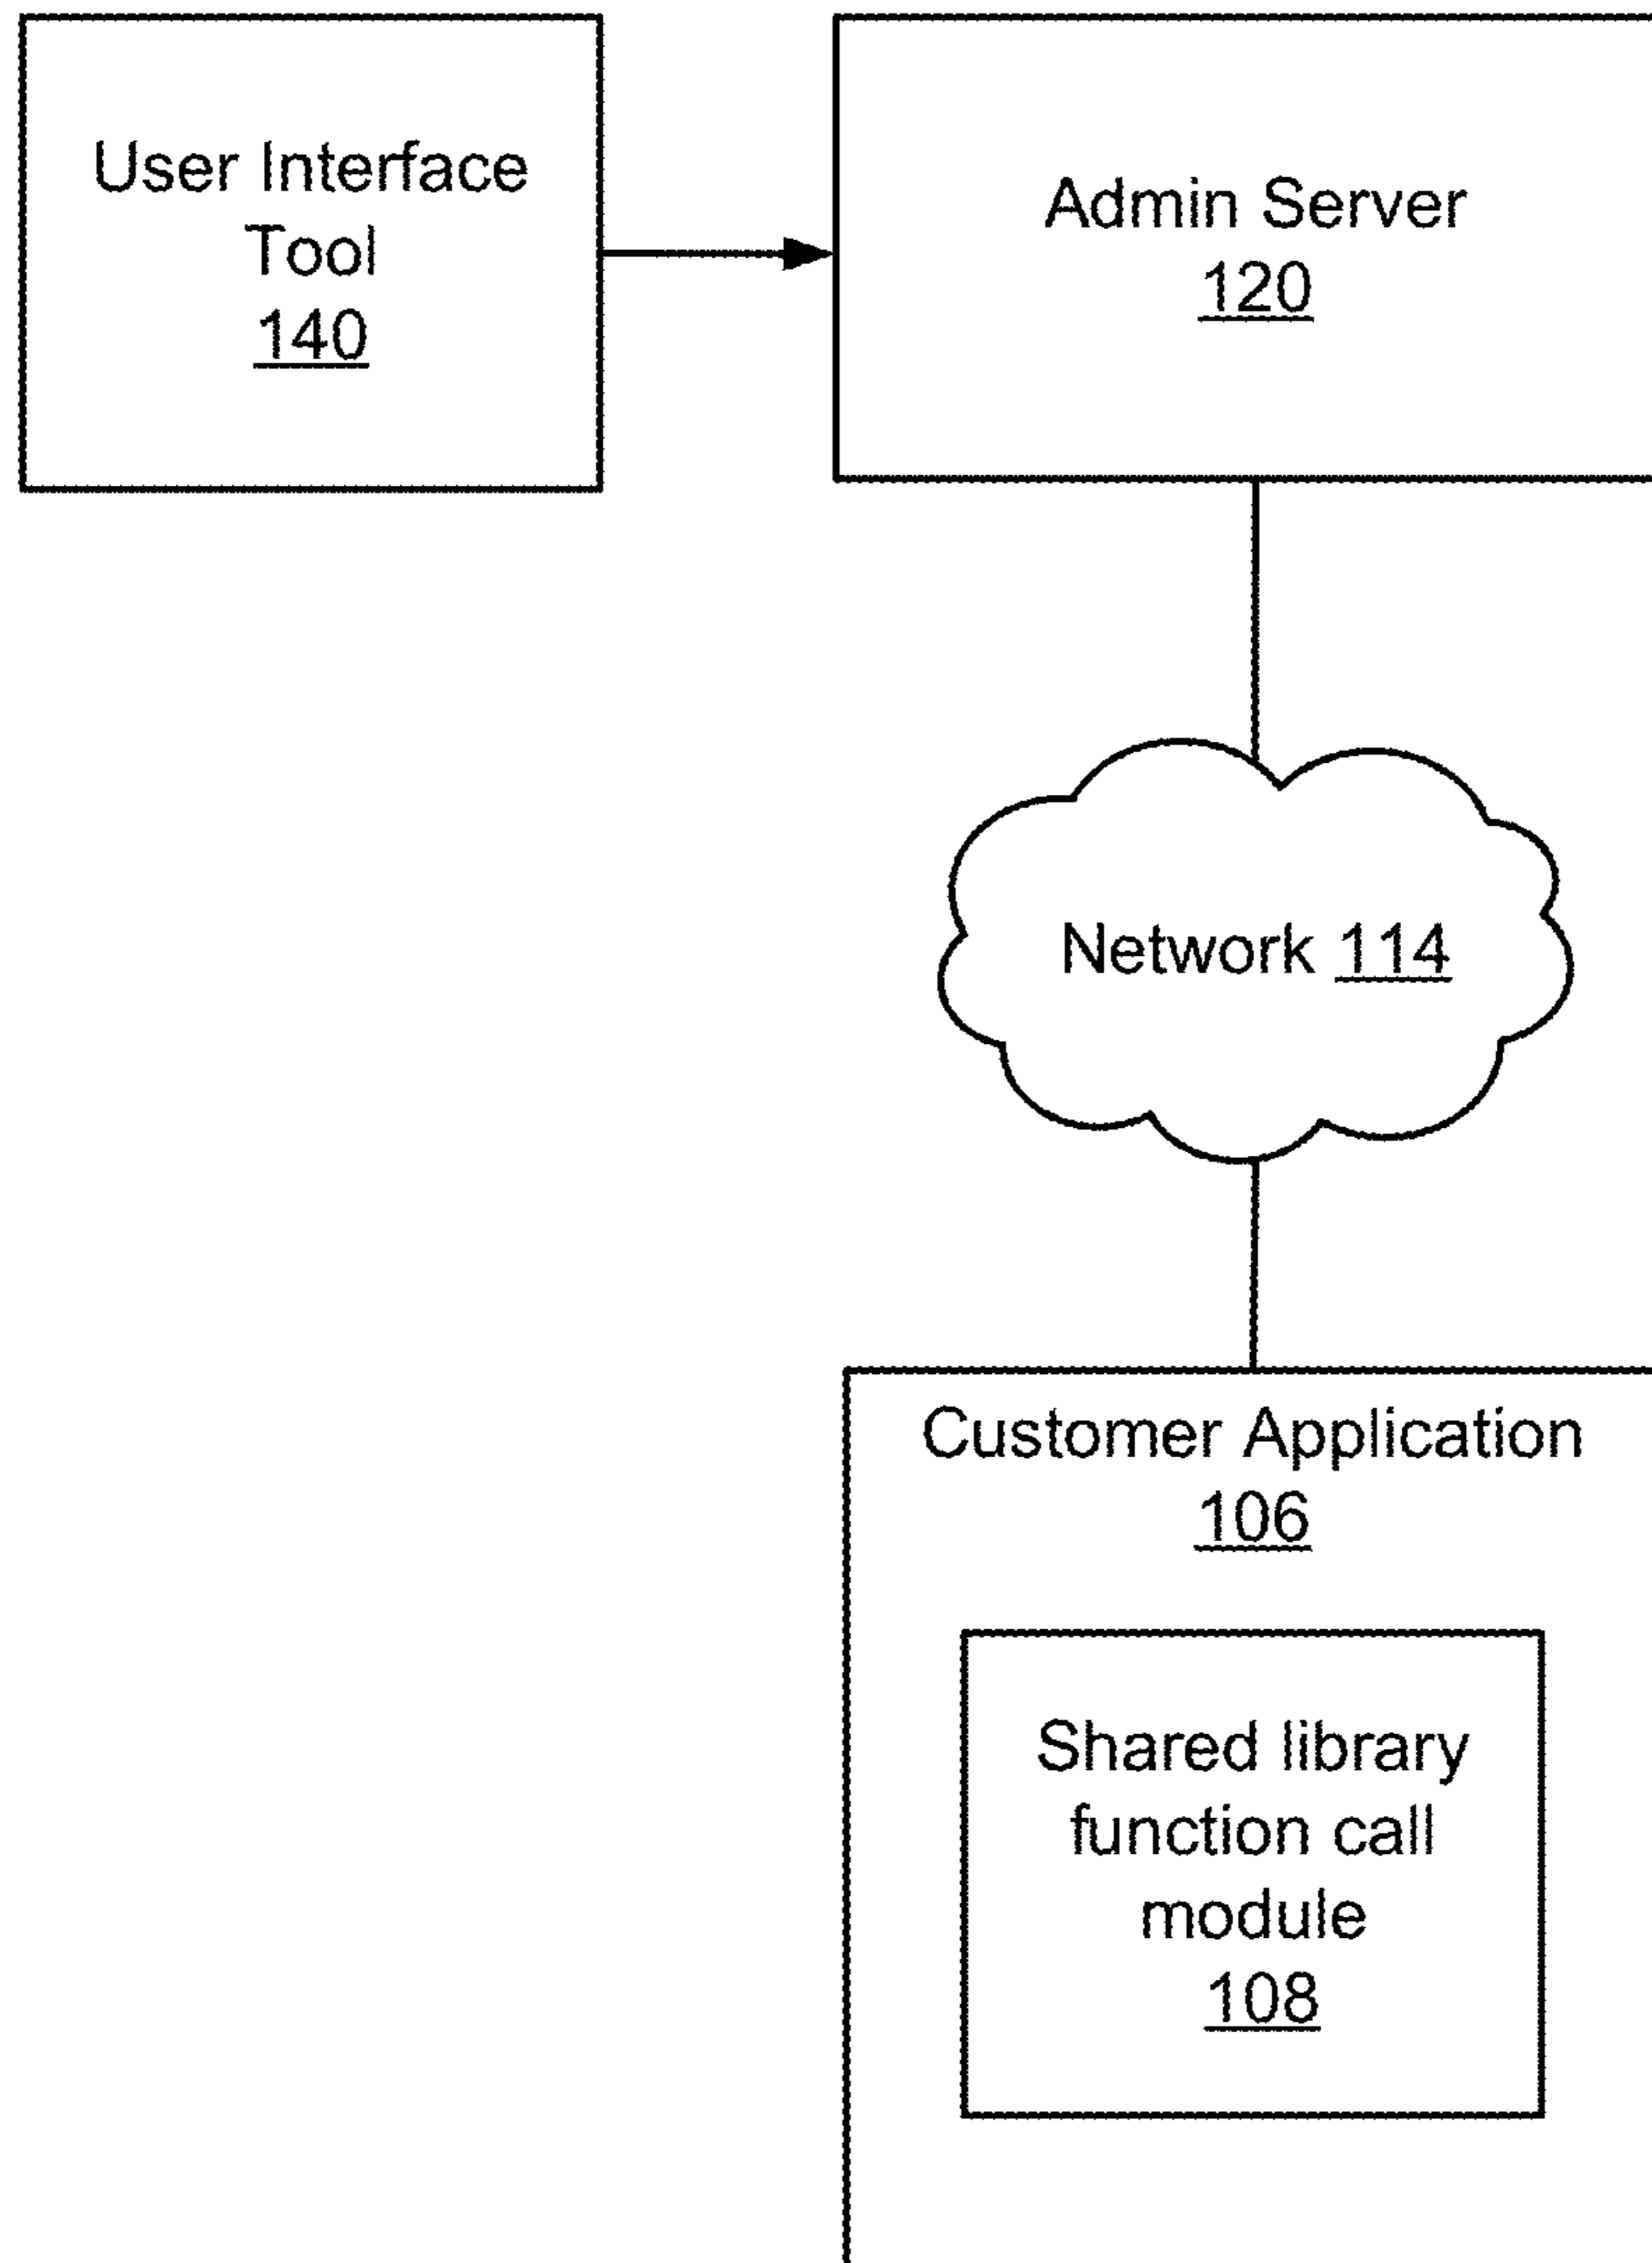 User Interface
Tool
140
Admin Server
120
Network 114
Customer Application
106
Shared library
function call
module
108